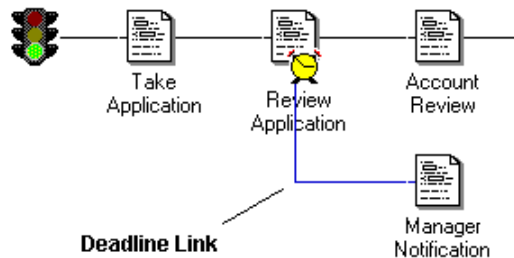 Take
Application
Review
Application
Account
Review
Deadline Link
Manager
Notification